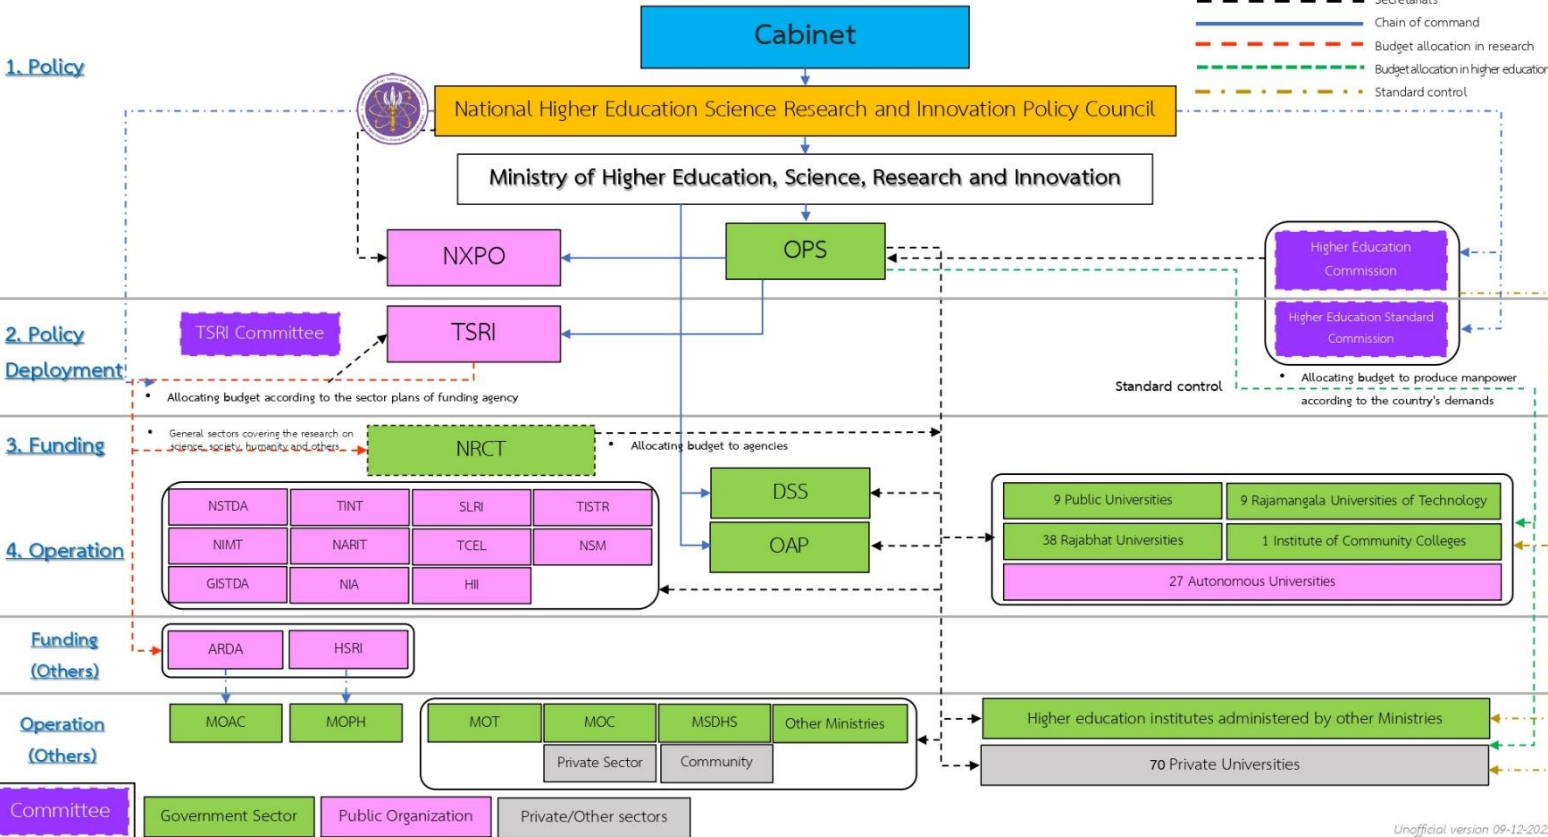 Secretariats
Cabinet
Chain of command
Budget allocation in research
1. Policy
Budget allocation in higher education
Standard control
National Higher Education Science Research and Innovation Policy Council
Ministry of Higher Education, Science, Research and Innovation
NXPO
OPS
Higher Education
Commission
2. Policy
Deployment
TSRI Committee
TSRI
Higher Education Standard
Commission
Standard control
• Allocating budget to produce manpower
according to the country's demands
• Allocating budget according to the sector plans of funding agency
3. Funding
• General sectors covering the research on
science, society, humanity and others
NRCT
• Allocating budget to agencies
4. Operation
NSTDA
TINT
SLRI
TISTR
NIMT
NARIT
TCEL
NSM
GISTDA
NIA
HII
DSS
OAP
9 Public Universities
9 Rajamangala Universities of Technology
38 Rajabhat Universities
1 Institute of Community Colleges
27 Autonomous Universities
Funding
(Others)
ARDA
HSRI
Operation
(Others)
MOAC
MOPH
MOT
MOC
MSDHS
Other Ministries
Private Sector
Community
Higher education institutes administered by other Ministries
70 Private Universities
Committee
Government Sector
Public Organization
Private/Other sectors
Unofficial version 09-12-202